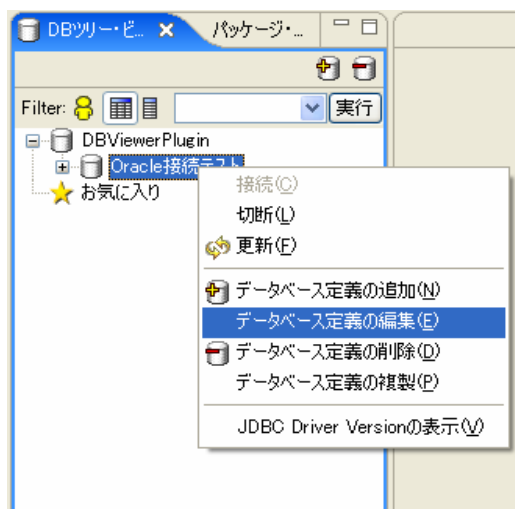 DBツリー・ビ... パッケージ・...
Filter: 実行
DBViewerPlugin
Oracle接続テスト
お気に入り
接続(C)
切断(L)
更新(F)
データベース定義の追加(N)
データベース定義の編集(E)
データベース定義の削除(D)
データベース定義の複製(P)
JDBC Driver Versionの表示(V)